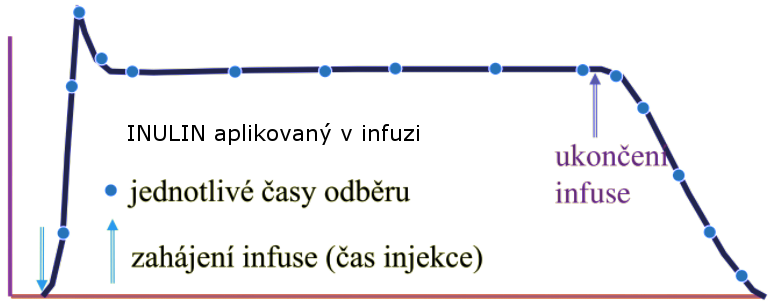 INULIN aplikovaný v infuzi
ukončení
infuse
jednotlivé časy odběru
zahájení infuse (čas injekce)